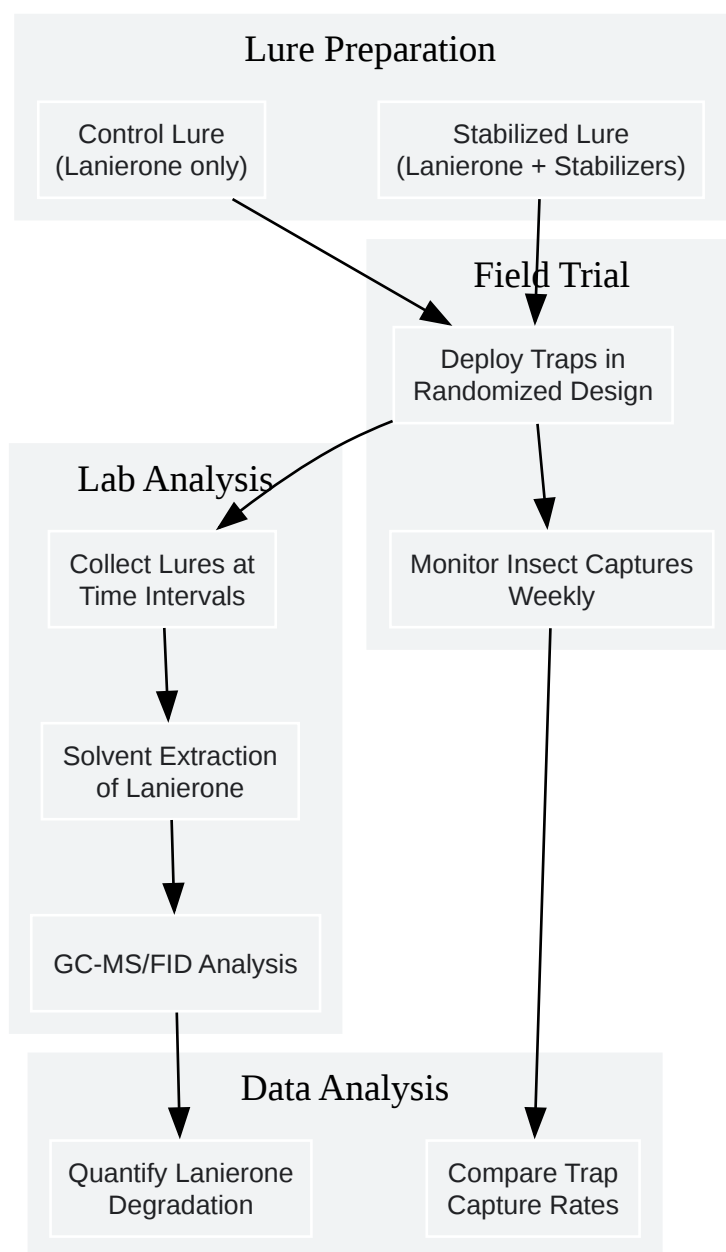 Lure Preparation
Control Lure
(Lanierone only)
Stabilized Lure
(Lanierone + Stabilizers)
Field Trial
Deploy Traps in
Randomized Design
Lab Analysis
Collect Lures at
Time Intervals
Monitor Insect Captures
Weekly
Solvent Extraction
of Lanierone
GC-MS/FID Analysis
Data Analysis
Quantify Lanierone
Degradation
Compare Trap
Capture Rates